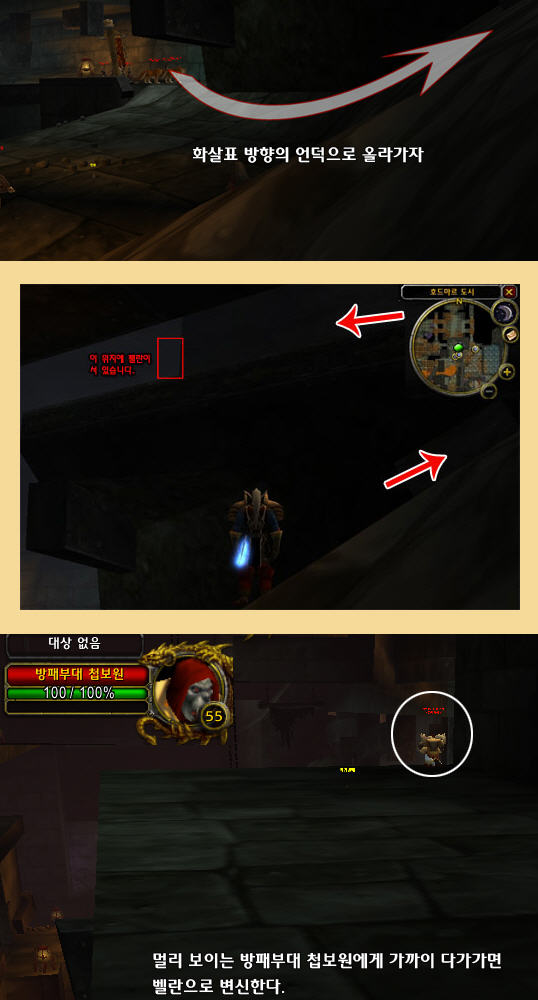 화살표 방향의 언덕으로 올라가자
호드마르 도시
N
이 위치에 벨란이
서 있습니다.
대상 없음
방패부대 첩보원
100 / 100%
55
멀리 보이는 방패부대 첩보원에게 가까이 다가가면
벨란으로 변신한다.